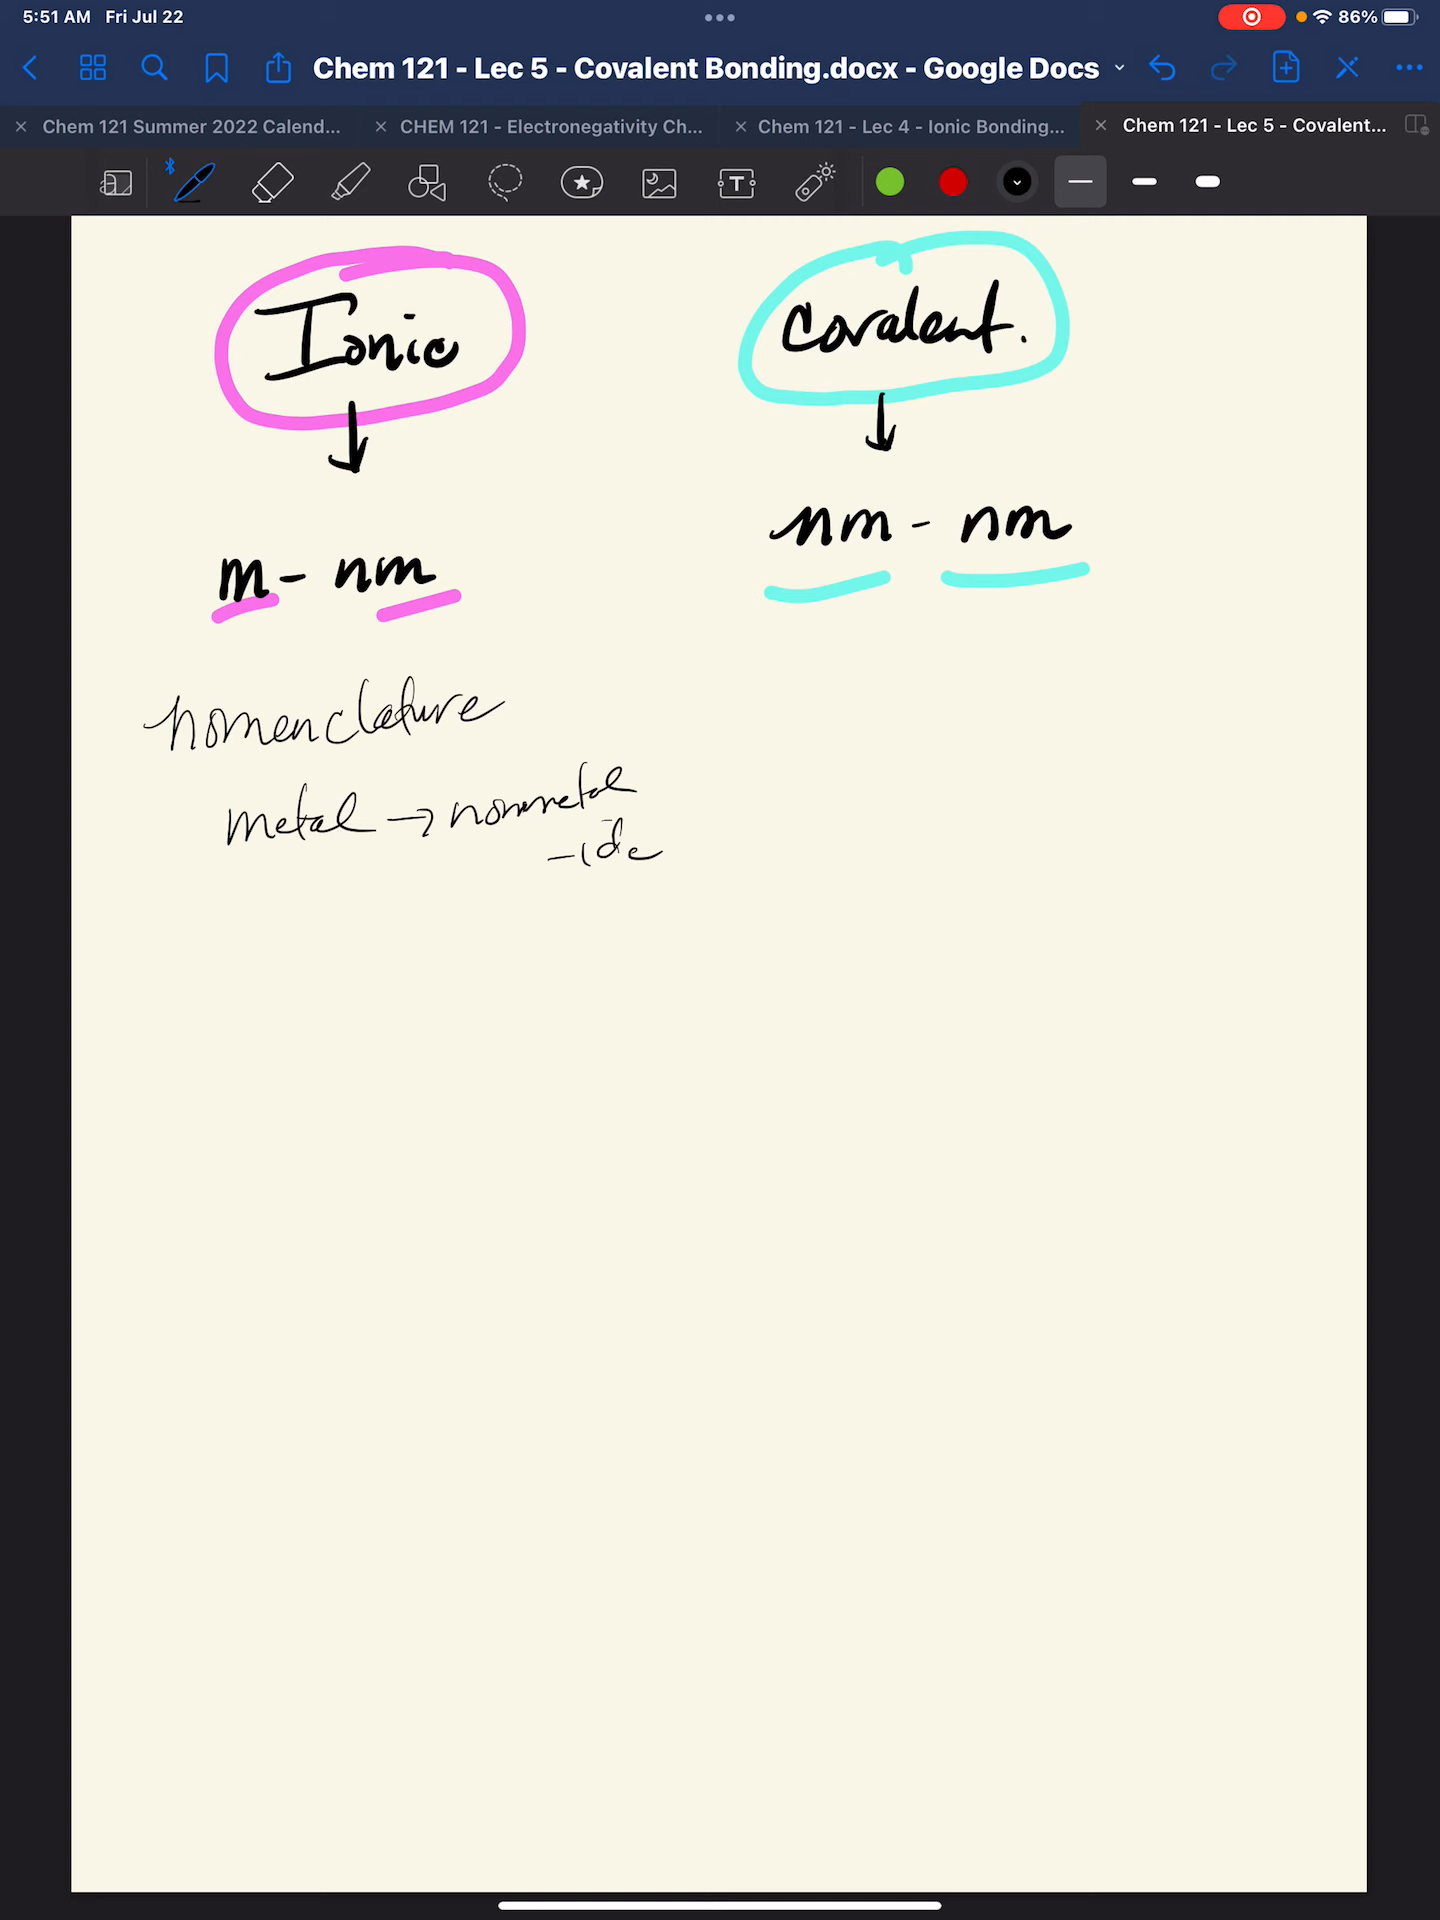 5:51 AM Fri Jul 22
86%
Chem 121 - Lec 5 - Covalent Bonding.docx - Google Docs
Chem 121 Summer 2022 Calend...
CHEM 121 - Electronegativity Ch...
Chem 121 - Lec 4 - Ionic Bonding...
Chem 121 - Lec 5 - Covalent...
T
Ionic
Covalent.
m - nm
nm - nm
nomenclature
metal → nonmetal
-ide